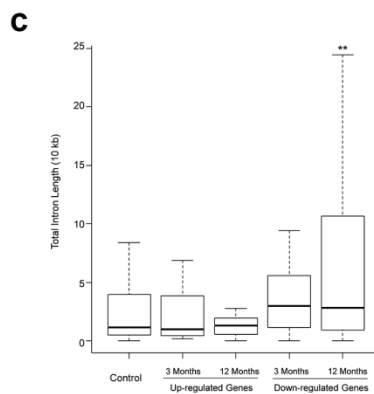 C
25
**
20
15
10
5
0
Total Intron Length (10 kb)
3 Months 12 Months 3 Months 12 Months
Control Up-regulated Genes Down-regulated Genes